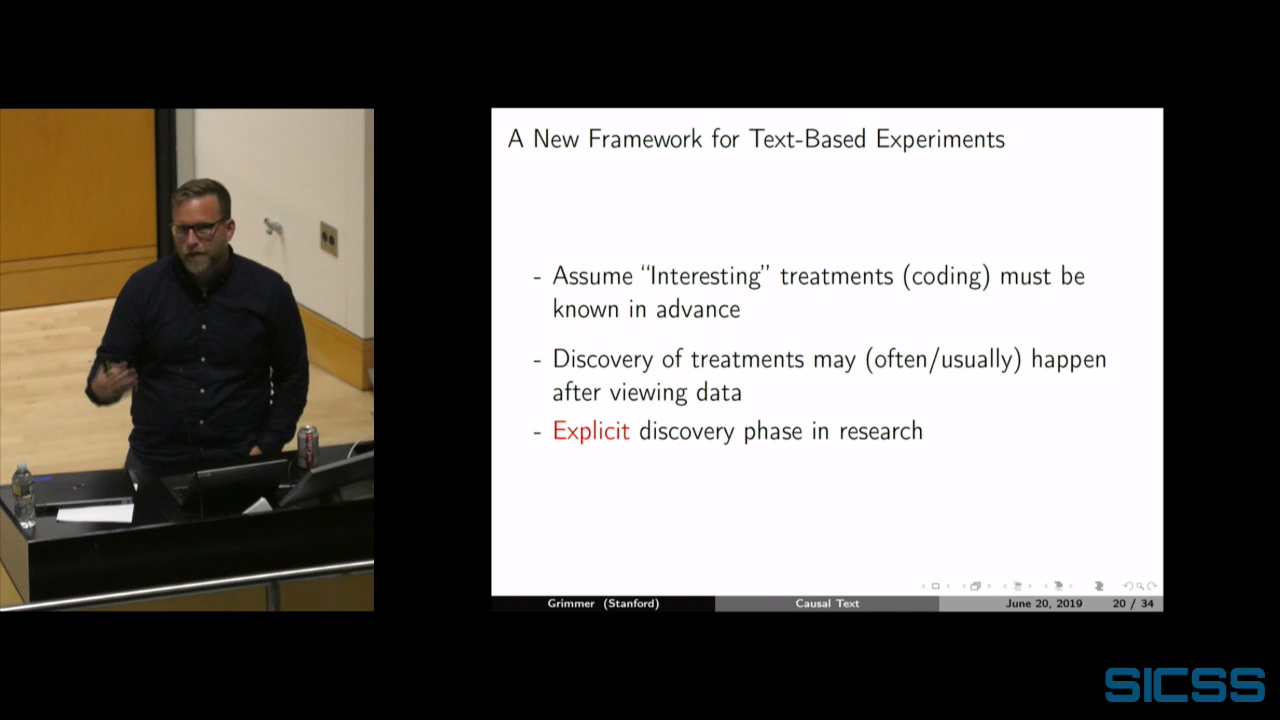 A New Framework for Text-Based Experiments
- Assume “Interesting” treatments (coding) must be
known in advance
- Discovery of treatments may (often/usually) happen
after viewing data
- Explicit discovery phase in research
Grimmer (Stanford) Causal Text June 20, 2019 20 / 34
SICSS